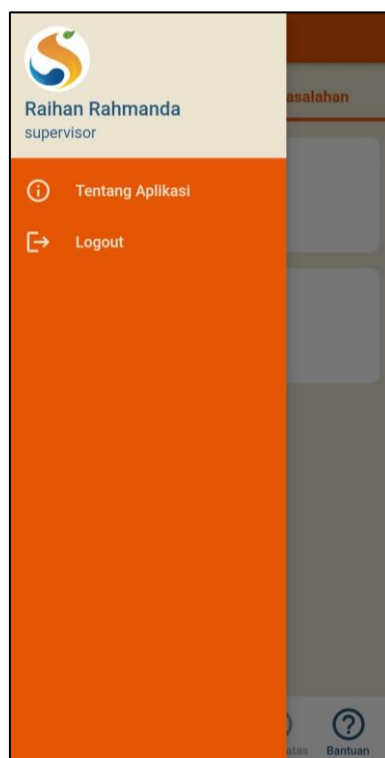 Raihan Rahmanda
supervisor
asalahan
Tentang Aplikasi
Logout
atas
Bantuan